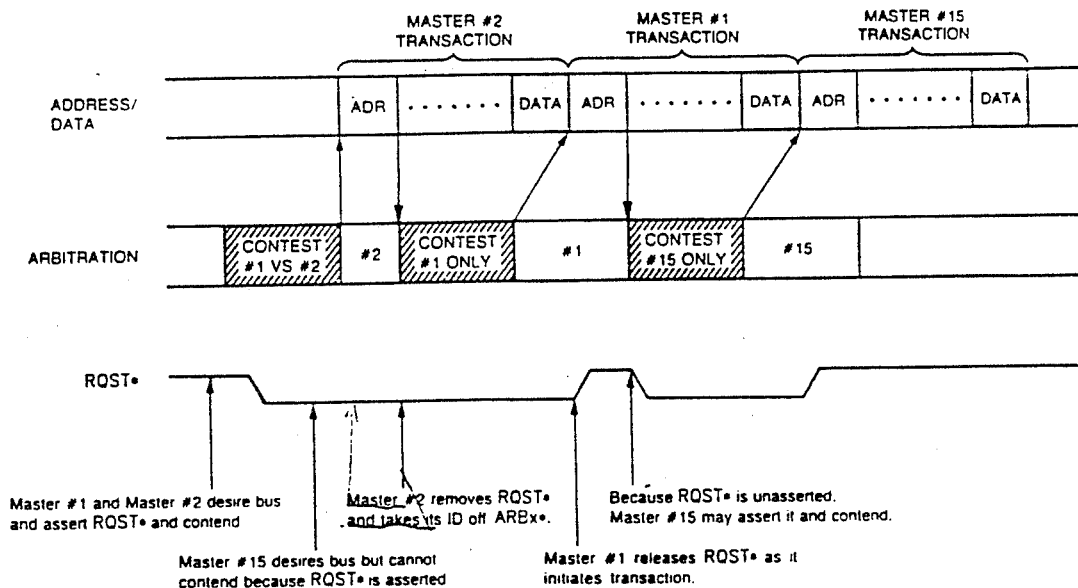 MASTER #2
TRANSACTION
MASTER #1
TRANSACTION
MASTER #15
TRANSACTION
ADDRESS/
DATA
ADR
.......
DATA
ADR
.......
DATA
ADR
.......
DATA
ARBITRATION
CONTEST
#1 VS #2
#2
CONTEST
#1 ONLY
#1
CONTEST
#15 ONLY
#15
RQST*
Master #1 and Master #2 desire bus
and assert RQST* and contend
Master #2 removes RQST*
and takes its ID off ARBx*.
Because RQST* is unasserted.
Master #15 may assert it and contend.
Master #15 desires bus but cannot
contend because RQST* is asserted
Master #1 releases RQST* as it
initiates transaction.